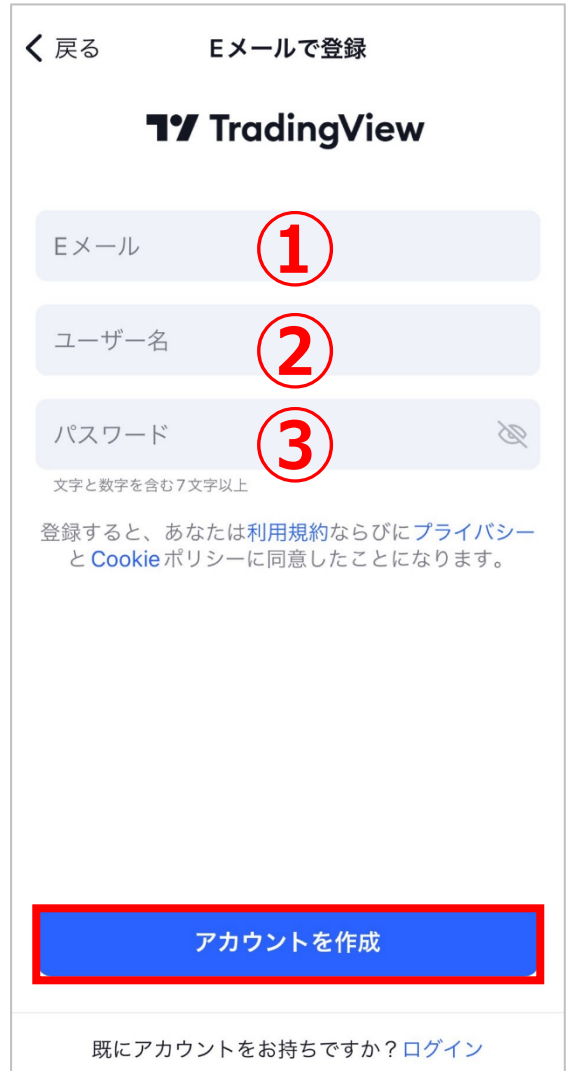 戻る Eメールで登録
TradingView
Eメール ①
ユーザー名 ②
パスワード ③
文字と数字を含む7文字以上
登録すると、あなたは利用規約ならびにプライバシー
とCookieポリシーに同意したことになります。
アカウントを作成
既にアカウントをお持ちですか？ログイン